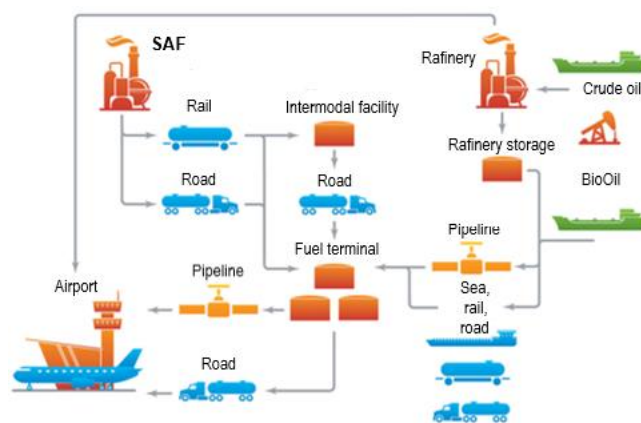 SAF
Rafinery
Crude oil
Rail
Intermodal facility
Rafinery storage
Road
Road
BioOil
Fuel terminal
Pipeline
Airport
Pipeline
Sea,
rail,
road
Road